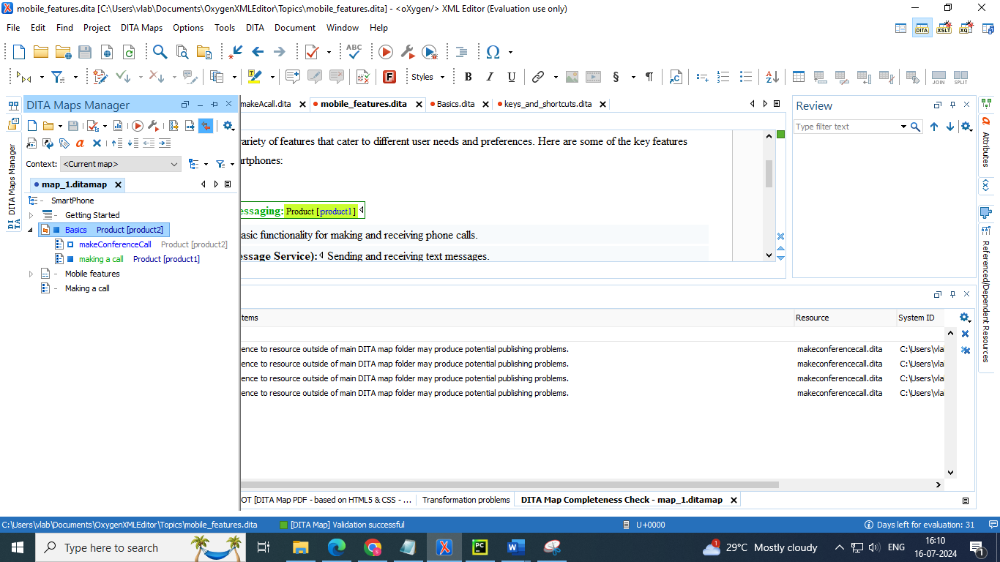 mobile_features.dita [C:\Users\vlab\Documents\OxygenXMLEditor\Topics\mobile_features.dita] - <oXygen/> XML Editor (Evaluation use only)
File Edit Find Project DITA Maps Options Tools DITA Document Window Help
DITA XSLT XQ
ABC
Styles B I U § ¶ A Z JOIN SPLIT
DITA Maps Manager
makeAcall.dita mobile_features.dita Basics.dita keys_and_shortcuts.dita
Review
Type filter text
Context: <Current map>
map_1.ditamap
SmartPhone
Getting Started
Basics Product [product2]
makeConferenceCall Product [product2]
making a call Product [product1]
Mobile features
Making a call
DITA Maps Manager
ariety of features that cater to different user needs and preferences. Here are some of the key features
rtphones:
ssaging: Product [product1]
asic functionality for making and receiving phone calls.
essage Service): Sending and receiving text messages.
Attributes
Referenced/Dependent Resources
tems Resource System ID
ence to resource outside of main DITA map folder may produce potential publishing problems. makeconferencecall.dita C:\Users\vla
ence to resource outside of main DITA map folder may produce potential publishing problems. makeconferencecall.dita C:\Users\vla
ence to resource outside of main DITA map folder may produce potential publishing problems. makeconferencecall.dita C:\Users\vla
ence to resource outside of main DITA map folder may produce potential publishing problems. makeconferencecall.dita C:\Users\vla
OT [DITA Map PDF - based on HTML5 & CSS - ... Transformation problems DITA Map Completeness Check - map_1.ditamap
C:\Users\vlab\Documents\OxygenXMLEditor\Topics\mobile_features.dita [DITA Map] Validation successful U+0000 Days left for evaluation: 31
Type here to search
PC W
29°C Mostly cloudy ENG
16:10
16-07-2024
1